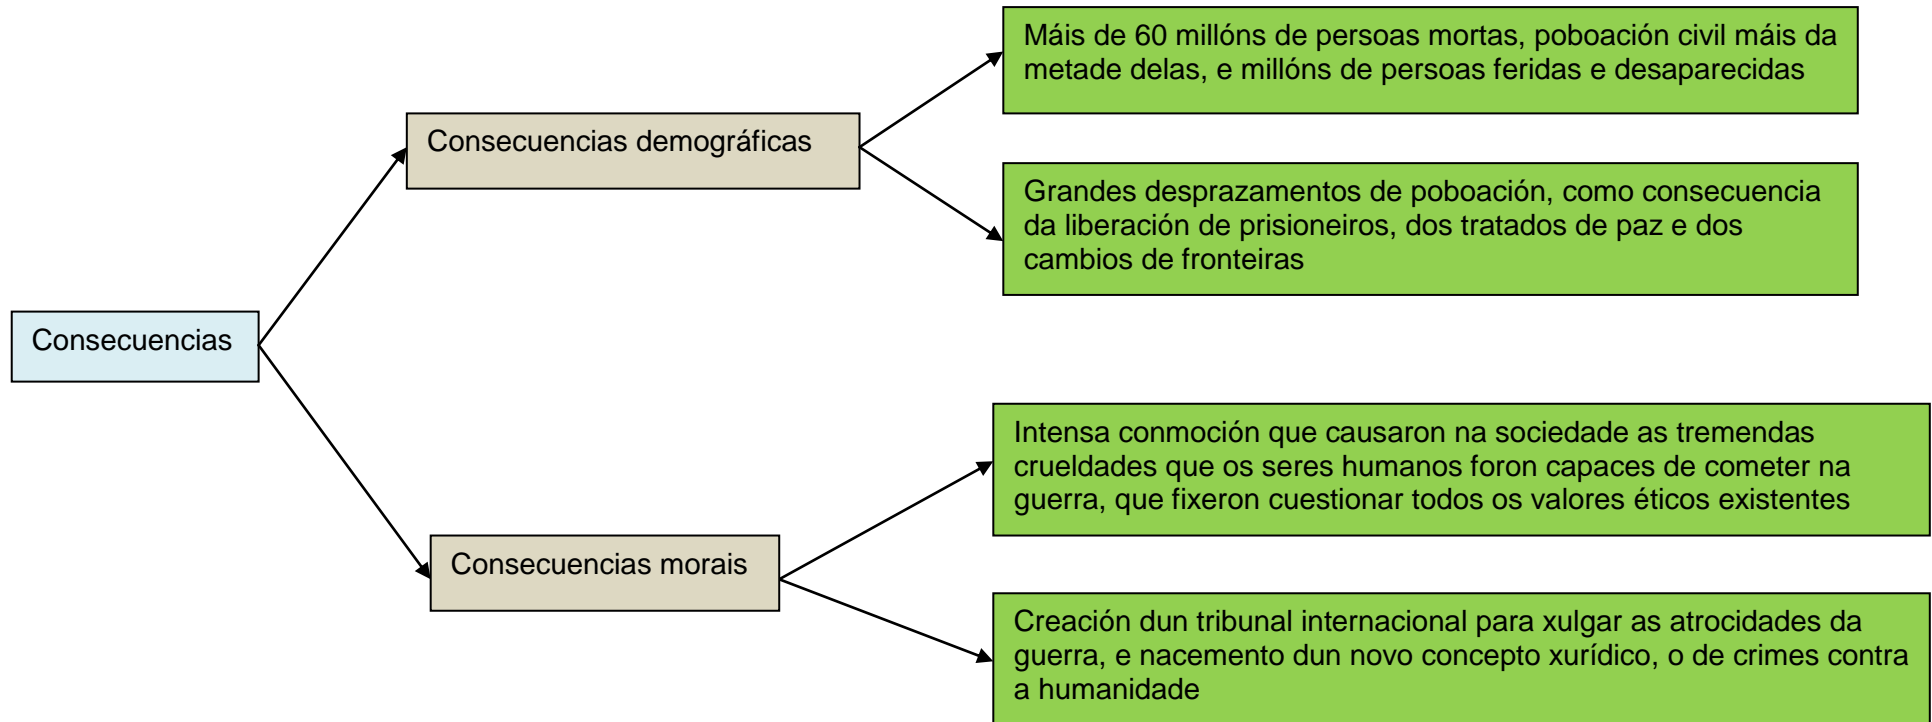 Máis de 60 millóns de persoas mortas, poboación civil máis da
metade delas, e millóns de persoas feridas e desaparecidas
Consecuencias demográficas
Grandes desprazamentos de poboación, como consecuencia
da liberación de prisioneiros, dos tratados de paz e dos
cambios de fronteiras
Consecuencias
Intensa conmoción que causaron na sociedade as tremendas
crueldades que os seres humanos foron capaces de cometer na
guerra, que fixeron cuestionar todos os valores éticos existentes
Consecuencias morais
Creación dun tribunal internacional para xulgar as atrocidades da
guerra, e nacemento dun novo concepto xurídico, o de crimes contra
a humanidade